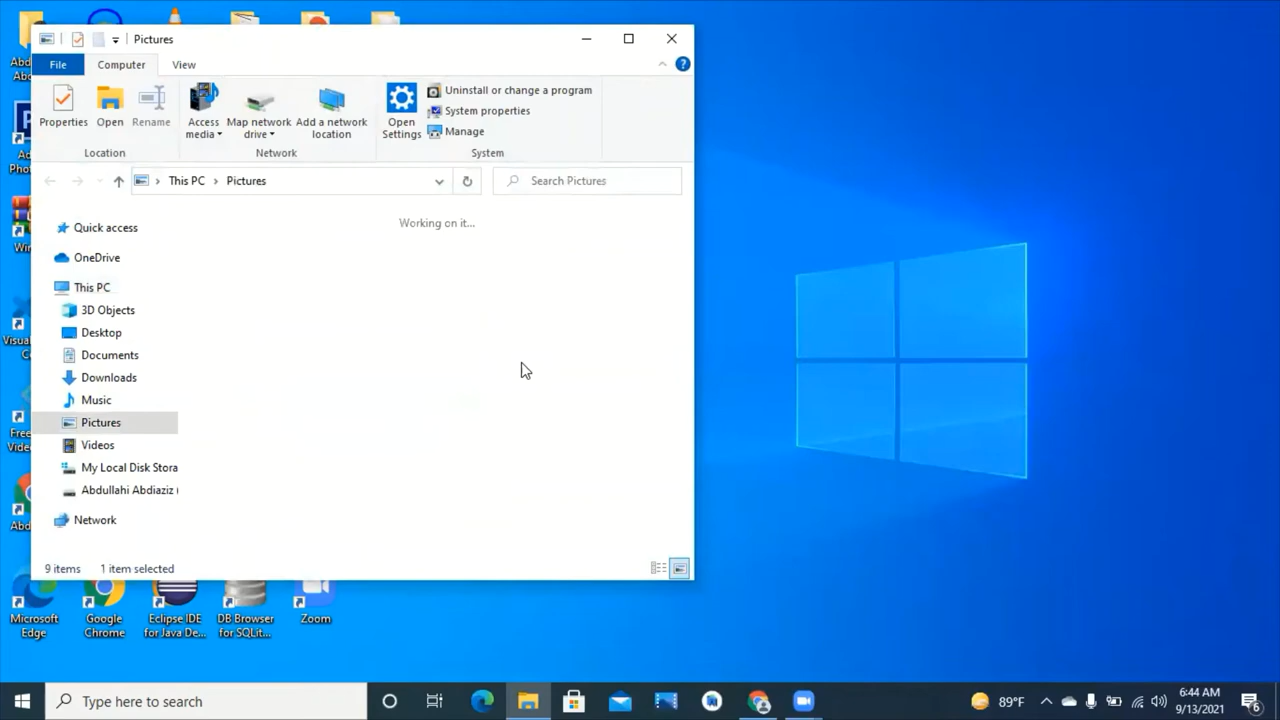 Pictures
File
Computer
View
Properties
Open
Rename
Access media
Map network drive
Add a network location
Open Settings
Uninstall or change a program
System properties
Manage
Location
Network
System
This PC > Pictures
Search Pictures
Working on it...
Quick access
OneDrive
This PC
3D Objects
Desktop
Documents
Downloads
Music
Pictures
Videos
My Local Disk Stora
Abdullahi Abdiaziz (
Network
9 items
1 item selected
Microsoft Edge
Google Chrome
Eclipse IDE for Java De...
DB Browser for SQLit...
Zoom
Type here to search
89°F
6:44 AM
9/13/2021
6